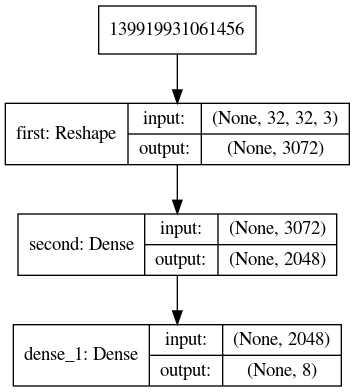 139919931061456
first: Reshape
input: (None, 32, 32, 3)
output: (None, 3072)
second: Dense
input: (None, 3072)
output: (None, 2048)
dense_1: Dense
input: (None, 2048)
output: (None, 8)